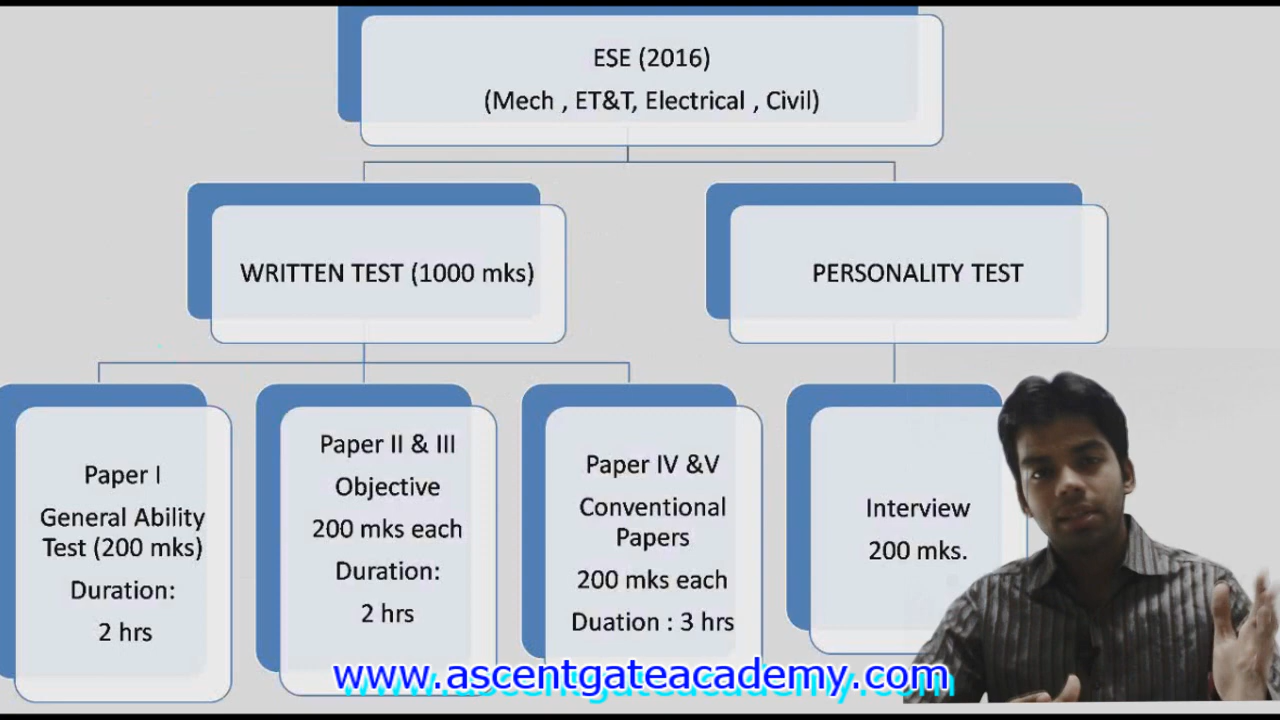 ESE (2016)
(Mech , ET&T, Electrical , Civil)
WRITTEN TEST (1000 mks)
PERSONALITY TEST
Paper I
General Ability
Test (200 mks)
Duration:
2 hrs
Paper II & III
Objective
200 mks each
Duration:
2 hrs
Paper IV &V
Conventional
Papers
200 mks each
Duation : 3 hrs
Interview
200 mks.
www.ascentgateacademy.com